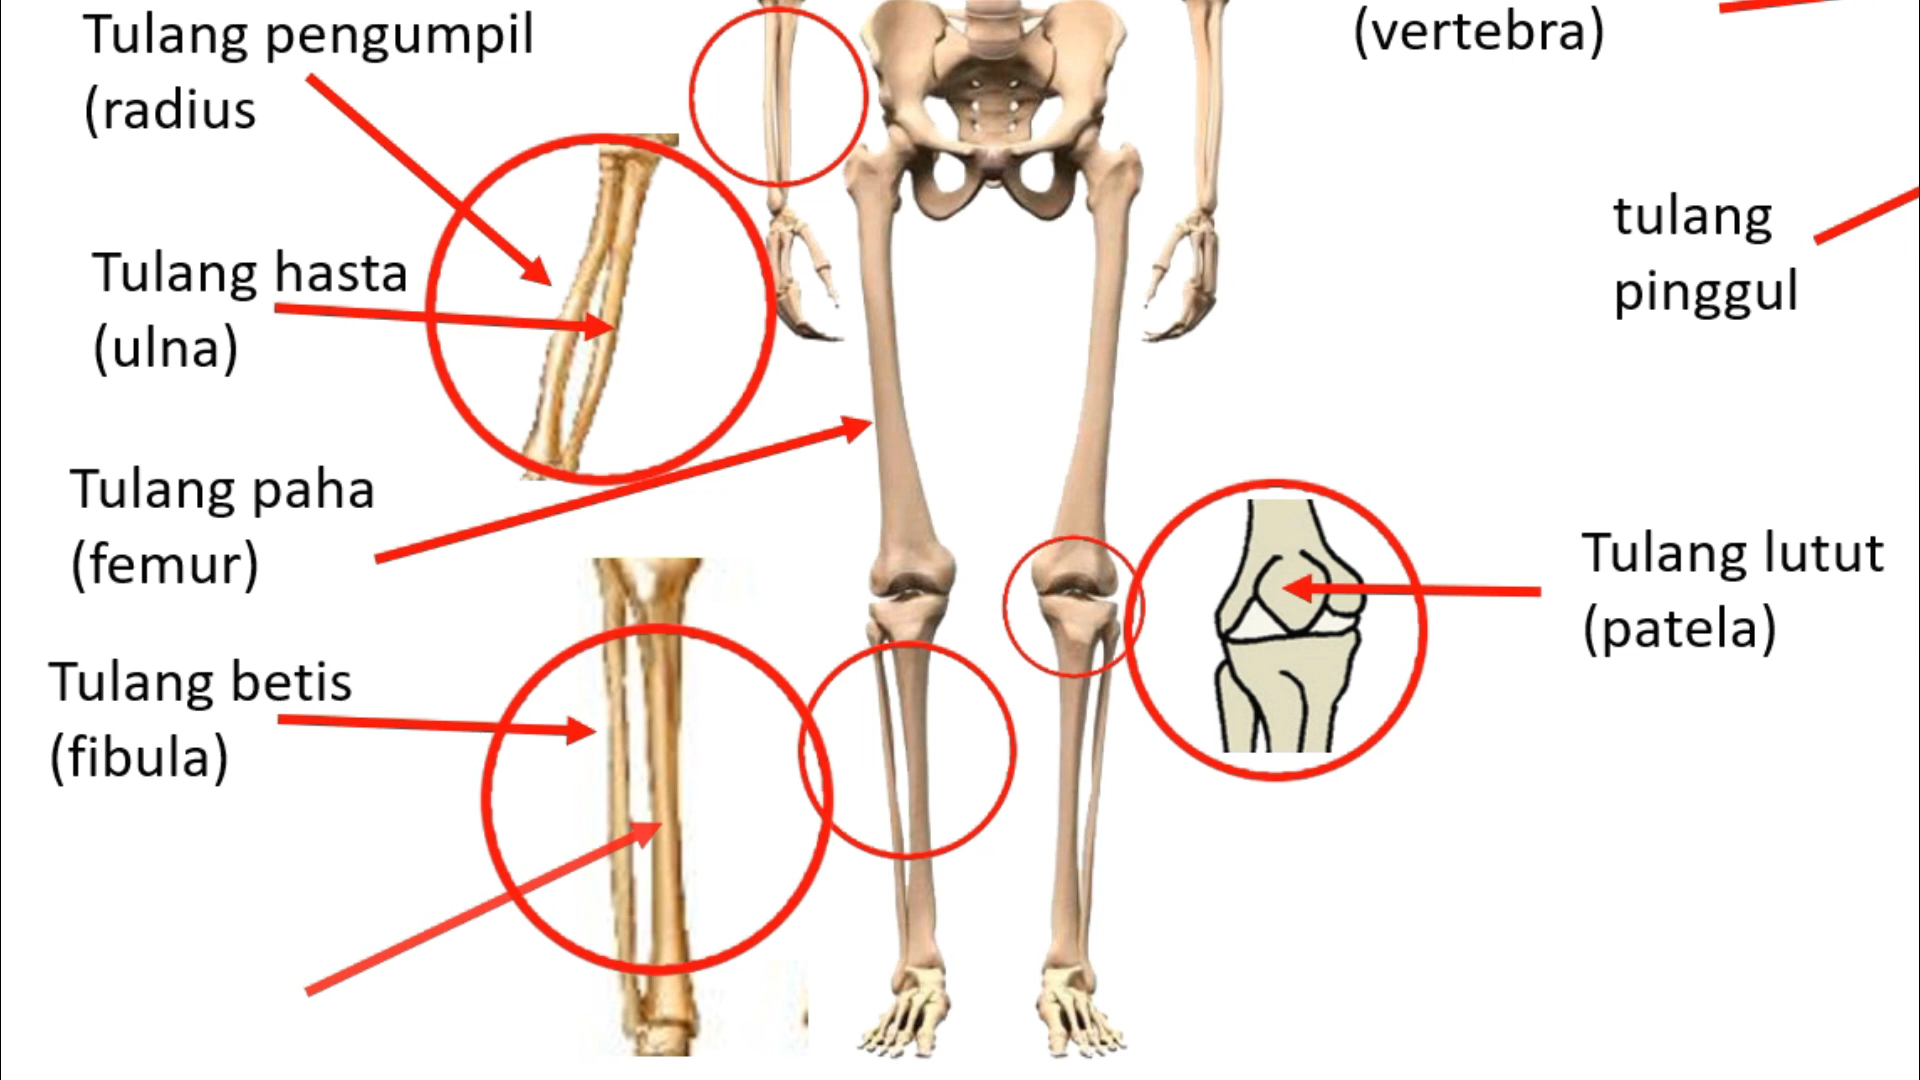 Tulang pengumpil
(radius
Tulang hasta
(ulna)
Tulang paha
(femur)
Tulang betis
(fibula)
(vertebra)
tulang
pinggul
Tulang lutut
(patela)